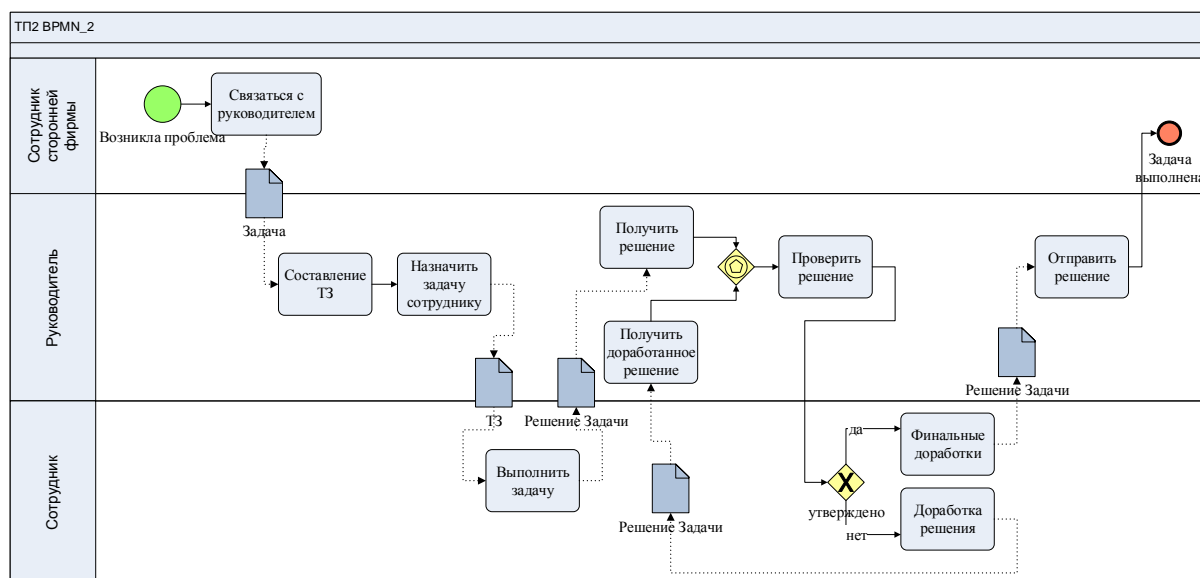 ТП2 BPMN_2
Сотрудник
сторонней
фирмы
Возникла проблема
Связаться с
руководителем
Задача
Задача
выполнена
Руководитель
Составление
ТЗ
Назначить
задачу
сотруднику
ТЗ
Решение Задачи
Получить
решение
Получить
доработанное
решение
Проверить
решение
Отправить
решение
Решение Задачи
Сотрудник
Выполнить
задачу
Решение Задачи
утверждено
да
нет
Финальные
доработки
Доработка
решения